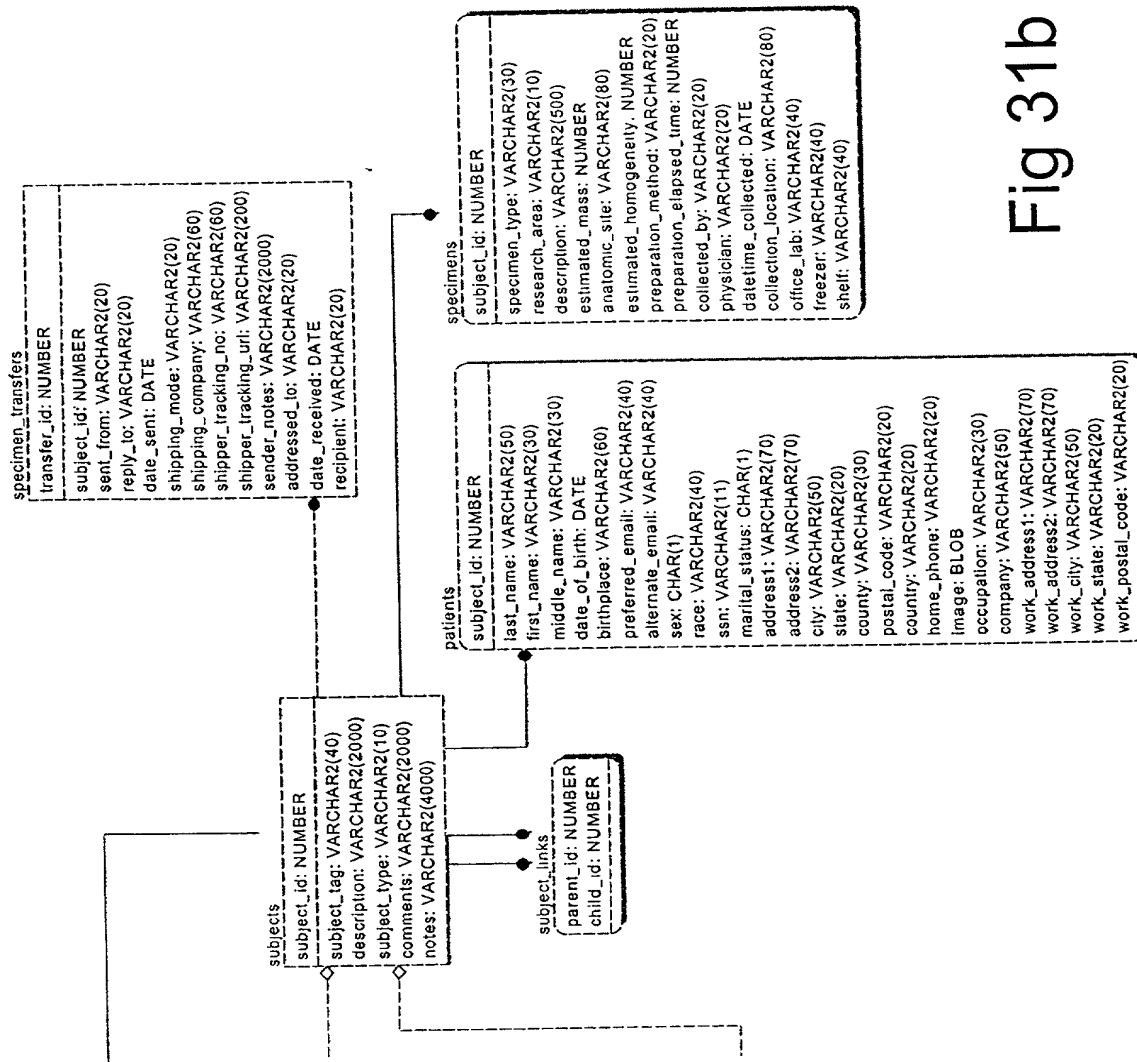 specimen_transfers
transfer_id: NUMBER
subject_id: NUMBER
sent_from: VARCHAR2(20)
reply_to: VARCHAR2(20)
date_sent: DATE
shipping_mode: VARCHAR2(20)
shipping_company: VARCHAR2(60)
shipper_tracking_no: VARCHAR2(60)
shipper_tracking_url: VARCHAR2(200)
sender_notes: VARCHAR2(2000)
addressed_to: VARCHAR2(20)
date_received: DATE
recipient: VARCHAR2(20)
subjects
subject_id: NUMBER
subject_tag: VARCHAR2(40)
description: VARCHAR2(2000)
subject_type: VARCHAR2(10)
comments: VARCHAR2(2000)
notes: VARCHAR2(4000)
specimens
subject_id: NUMBER
specimen_type: VARCHAR2(30)
research_area: VARCHAR2(10)
description: VARCHAR2(500)
estimated_mass: NUMBER
anatomic_site: VARCHAR2(80)
estimated_homogeneity: NUMBER
preparation_method: VARCHAR2(20)
preparation_elapsed_time: NUMBER
collected_by: VARCHAR2(20)
physician: VARCHAR2(20)
datetime_collected: DATE
collection_location: VARCHAR2(80)
office_lab: VARCHAR2(40)
freezer: VARCHAR2(40)
shelf: VARCHAR2(40)
patients
subject_id: NUMBER
last_name: VARCHAR2(50)
first_name: VARCHAR2(30)
middle_name: VARCHAR2(30)
date_of_birth: DATE
birthplace: VARCHAR2(60)
preferred_email: VARCHAR2(40)
alternate_email: VARCHAR2(40)
sex: CHAR(1)
race: VARCHAR2(40)
ssn: VARCHAR2(11)
marital_status: CHAR(1)
address1: VARCHAR2(70)
address2: VARCHAR2(70)
city: VARCHAR2(50)
state: VARCHAR2(20)
county: VARCHAR2(30)
postal_code: VARCHAR2(20)
country: VARCHAR2(20)
home_phone: VARCHAR2(20)
image: BLOB
occupation: VARCHAR2(30)
company: VARCHAR2(50)
work_address1: VARCHAR2(70)
work_address2: VARCHAR2(70)
work_city: VARCHAR2(50)
work_state: VARCHAR2(20)
work_postal_code: VARCHAR2(20)
subject_links
parent_id: NUMBER
child_id: NUMBER
Fig 31b